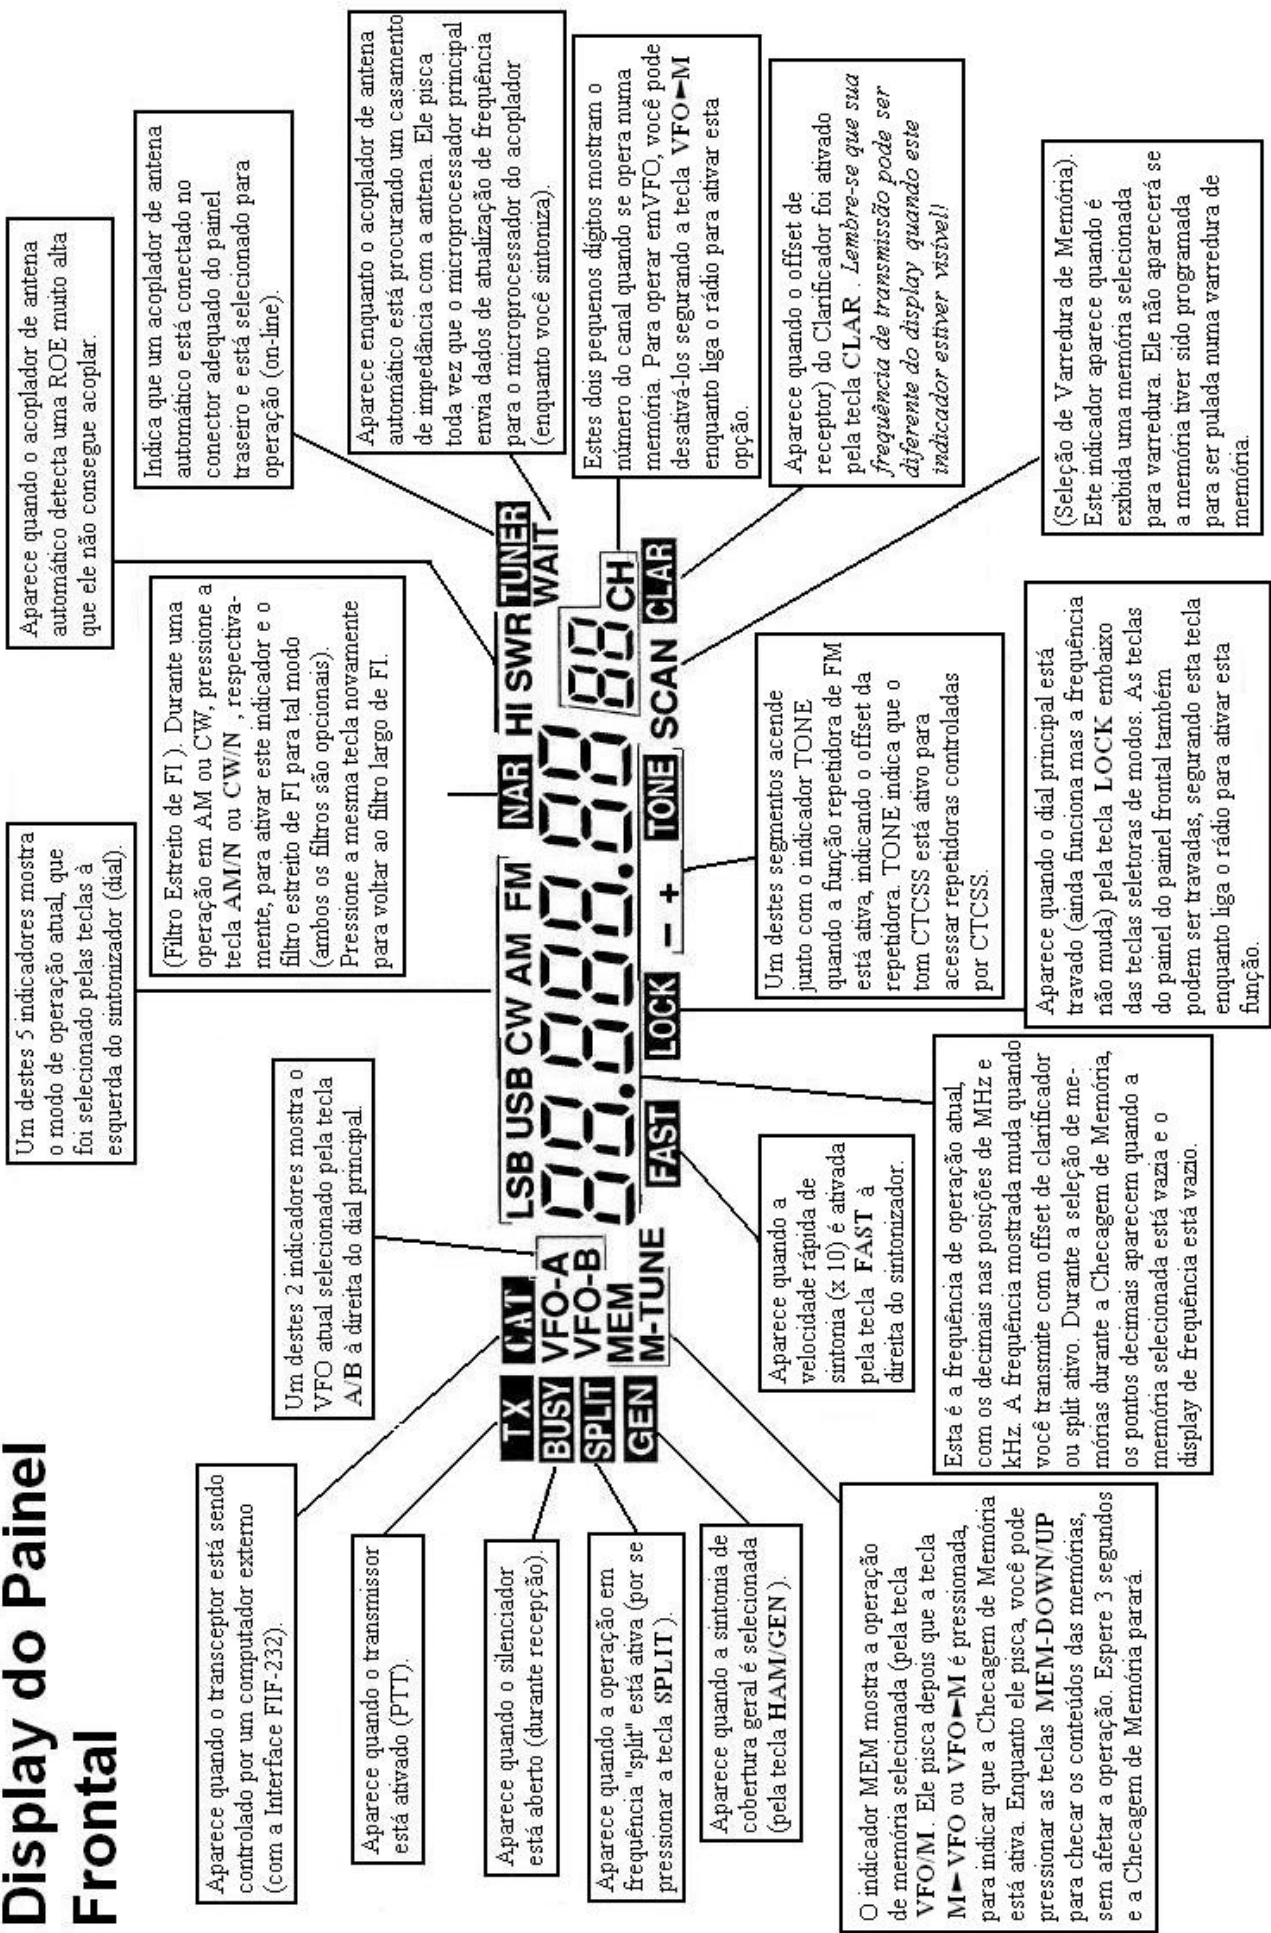 Display do Painel
Frontal
Aparece quando o transceptor está sendo
controlado por um computador externo
(com a Interface FIF-232).
Aparece quando o transmissor
está ativado (PTT).
Aparece quando o silenciador
está aberto (durante recepção).
Aparece quando a operação em
frequência "split" está ativa (por se
pressionar a tecla SPLIT ).
Aparece quando a sintonia de
cobertura geral é selecionada
(pela tecla HAM/GEN ).
O indicador MEM mostra a operação
de memória selecionada (pela tecla
VFO/M . Ele pisca depois que a tecla
M◄VFO ou VFO►M é pressionada,
para indicar que a Checagem de Memória
está ativa. Enquanto ele pisca, você pode
pressionar as teclas MEM-DOWN/UP
para checar os conteúdos das memórias,
sem afetar a operação. Espere 3 segundos
e a Checagem de Memória parará.
Um destes 2 indicadores mostra o
VFO atual selecionado pela tecla
A/B à direita do dial principal.
TX CAT
BUSY VFO-A
SPLIT VFO-B
GEN MEM
M-TUNE
LSB USB CW AM FM NAR HI SWR TUNER
WAIT
88.888.88 88 CH
FAST LOCK − + TONE SCAN CLAR
Aparece quando a
velocidade rápida de
sintonia (x 10) é ativada
pela tecla FAST à
direita do sintonizador.
Esta é a frequência de operação atual,
com os decimais nas posições de MHz e
kHz. A frequência mostrada muda quando
você transmite com offset de clarificador
ou split ativo. Durante a seleção de me-
mórias durante a Checagem de Memória,
os pontos decimais aparecem quando a
memória selecionada está vazia e o
display de frequência está vazio.
Um destes 5 indicadores mostra
o modo de operação atual, que
foi selecionado pelas teclas à
esquerda do sintonizador (dial).
(Filtro Estreito de FI ). Durante uma
operação em AM ou CW, pressione a
tecla AM/N ou CW/N , respectiva-
mente, para ativar este indicador e o
filtro estreito de FI para tal modo
(ambos os filtros são opcionais).
Pressione a mesma tecla novamente
para voltar ao filtro largo de FI.
Um destes segmentos acende
junto com o indicador TONE
quando a função repetidora de FM
está ativa, indicando o offset da
repetidora. TONE indica que o
tom CTCSS está ativo para
acessar repetidoras controladas
por CTCSS.
Aparece quando o dial principal está
travado (ainda funciona mas a frequência
não muda) pela tecla LOCK embaixo
das teclas seletoras de modos. As teclas
do painel do painel frontal também
podem ser travadas, segurando esta tecla
enquanto liga o rádio para ativar esta
função.
Aparece quando o acoplador de antena
automático detecta uma ROE muito alta
que ele não consegue acoplar.
Indica que um acoplador de antena
automático está conectado no
conector adequado do painel
traseiro e está selecionado para
operação (on-line).
Aparece enquanto o acoplador de antena
automático está procurando um casamento
de impedância com a antena. Ele pisca
toda vez que o microprocessador principal
envia dados de atualização de frequência
para o microprocessador do acoplador
(enquanto você sintoniza).
Estes dois pequenos dígitos mostram o
número do canal quando se opera numa
memória. Para operar emVFO, você pode
desativá-los segurando a tecla VFO►M
enquanto liga o rádio para ativar esta
opção.
Aparece quando o offset de
receptor) do Clarificador foi ativado
pela tecla CLAR . Lembre-se que sua
frequência de transmissão pode ser
diferente do display quando este
indicador estiver visível!
(Seleção de Varredura de Memória).
Este indicador aparece quando é
exibida uma memória selecionada
para varredura. Ele não aparecerá se
a memória tiver sido programada
para ser pulada numa varredura de
memória.